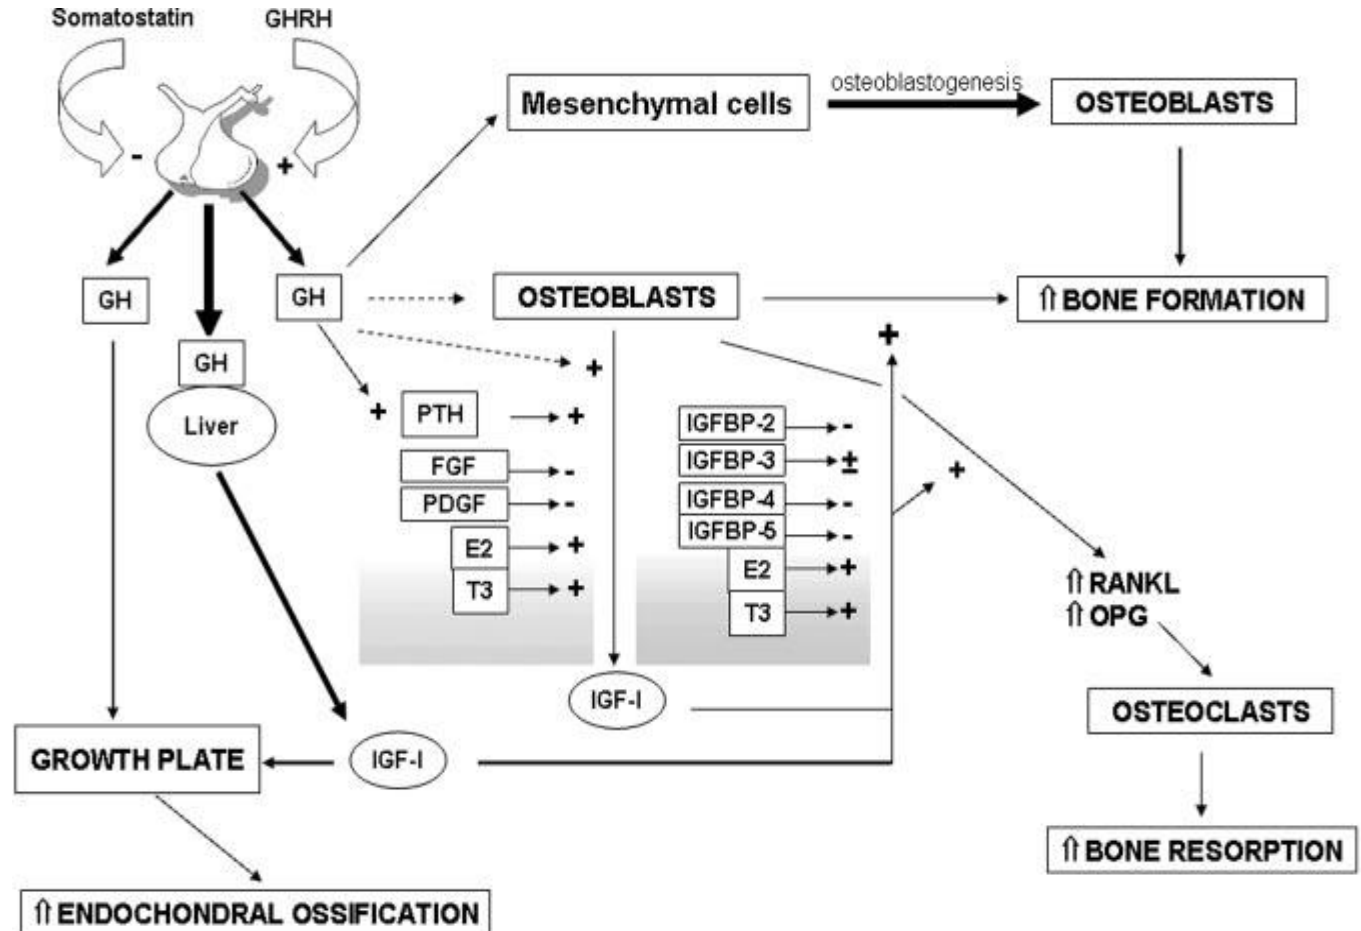 Somatostatin
GHRH
-
+
Mesenchymal cells
osteoblastogenesis
OSTEOBLASTS
GH
GH
OSTEOBLASTS
⇑ BONE FORMATION
GH
Liver
+
+
+
PTH
+
FGF
-
PDGF
-
E2
+
T3
+
IGFBP-2
-
IGFBP-3
±
IGFBP-4
-
IGFBP-5
-
E2
+
T3
+
+
⇑ RANKL
⇑ OPG
IGF-I
OSTEOCLASTS
GROWTH PLATE
IGF-I
⇑ BONE RESORPTION
⇑ ENDOCHONDRAL OSSIFICATION